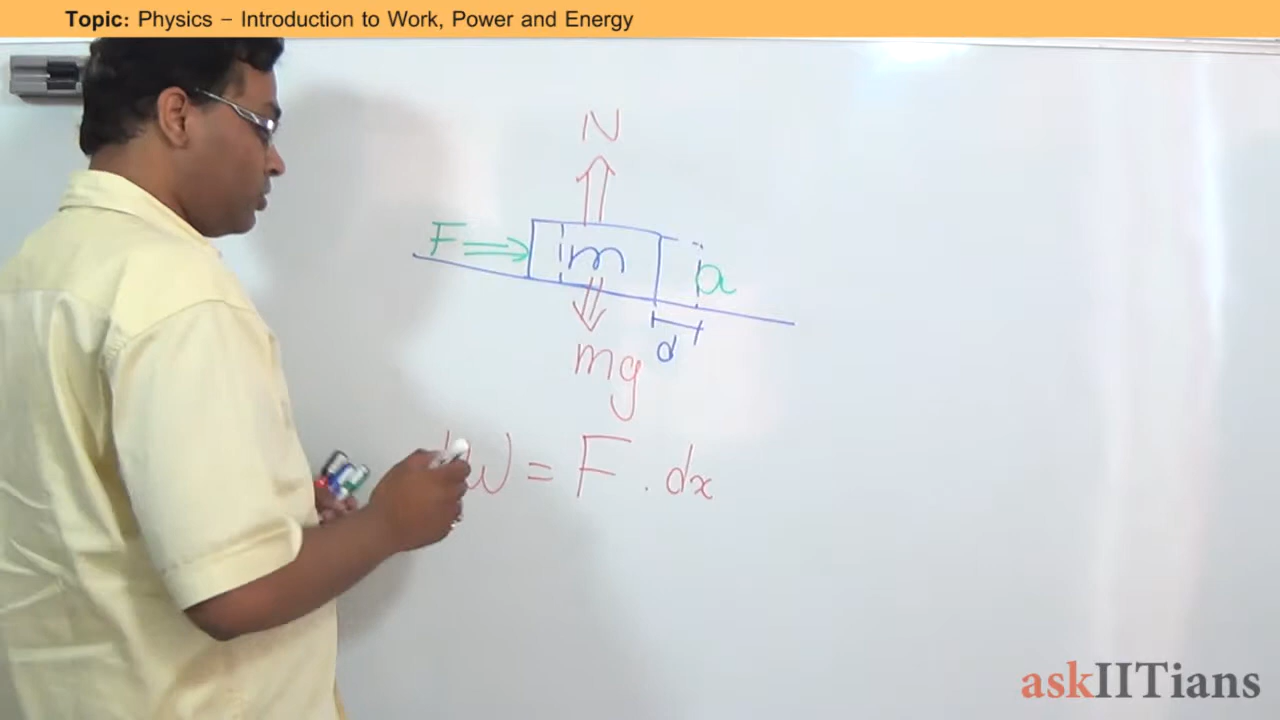 Topic: Physics – Introduction to Work, Power and Energy
N
F
m
a
d
mg
dW = F . dx
askIITians